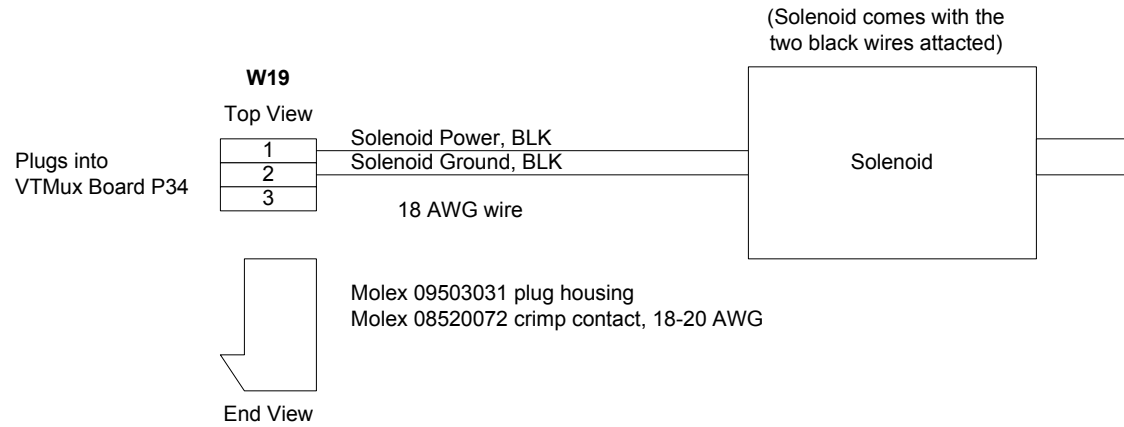 (Solenoid comes with the
two black wires attacted)
W19
Top View
Plugs into
VTMux Board P34
1
2
3
Solenoid Power, BLK
Solenoid Ground, BLK
18 AWG wire
Solenoid
Molex 09503031 plug housing
Molex 08520072 crimp contact, 18-20 AWG
End View